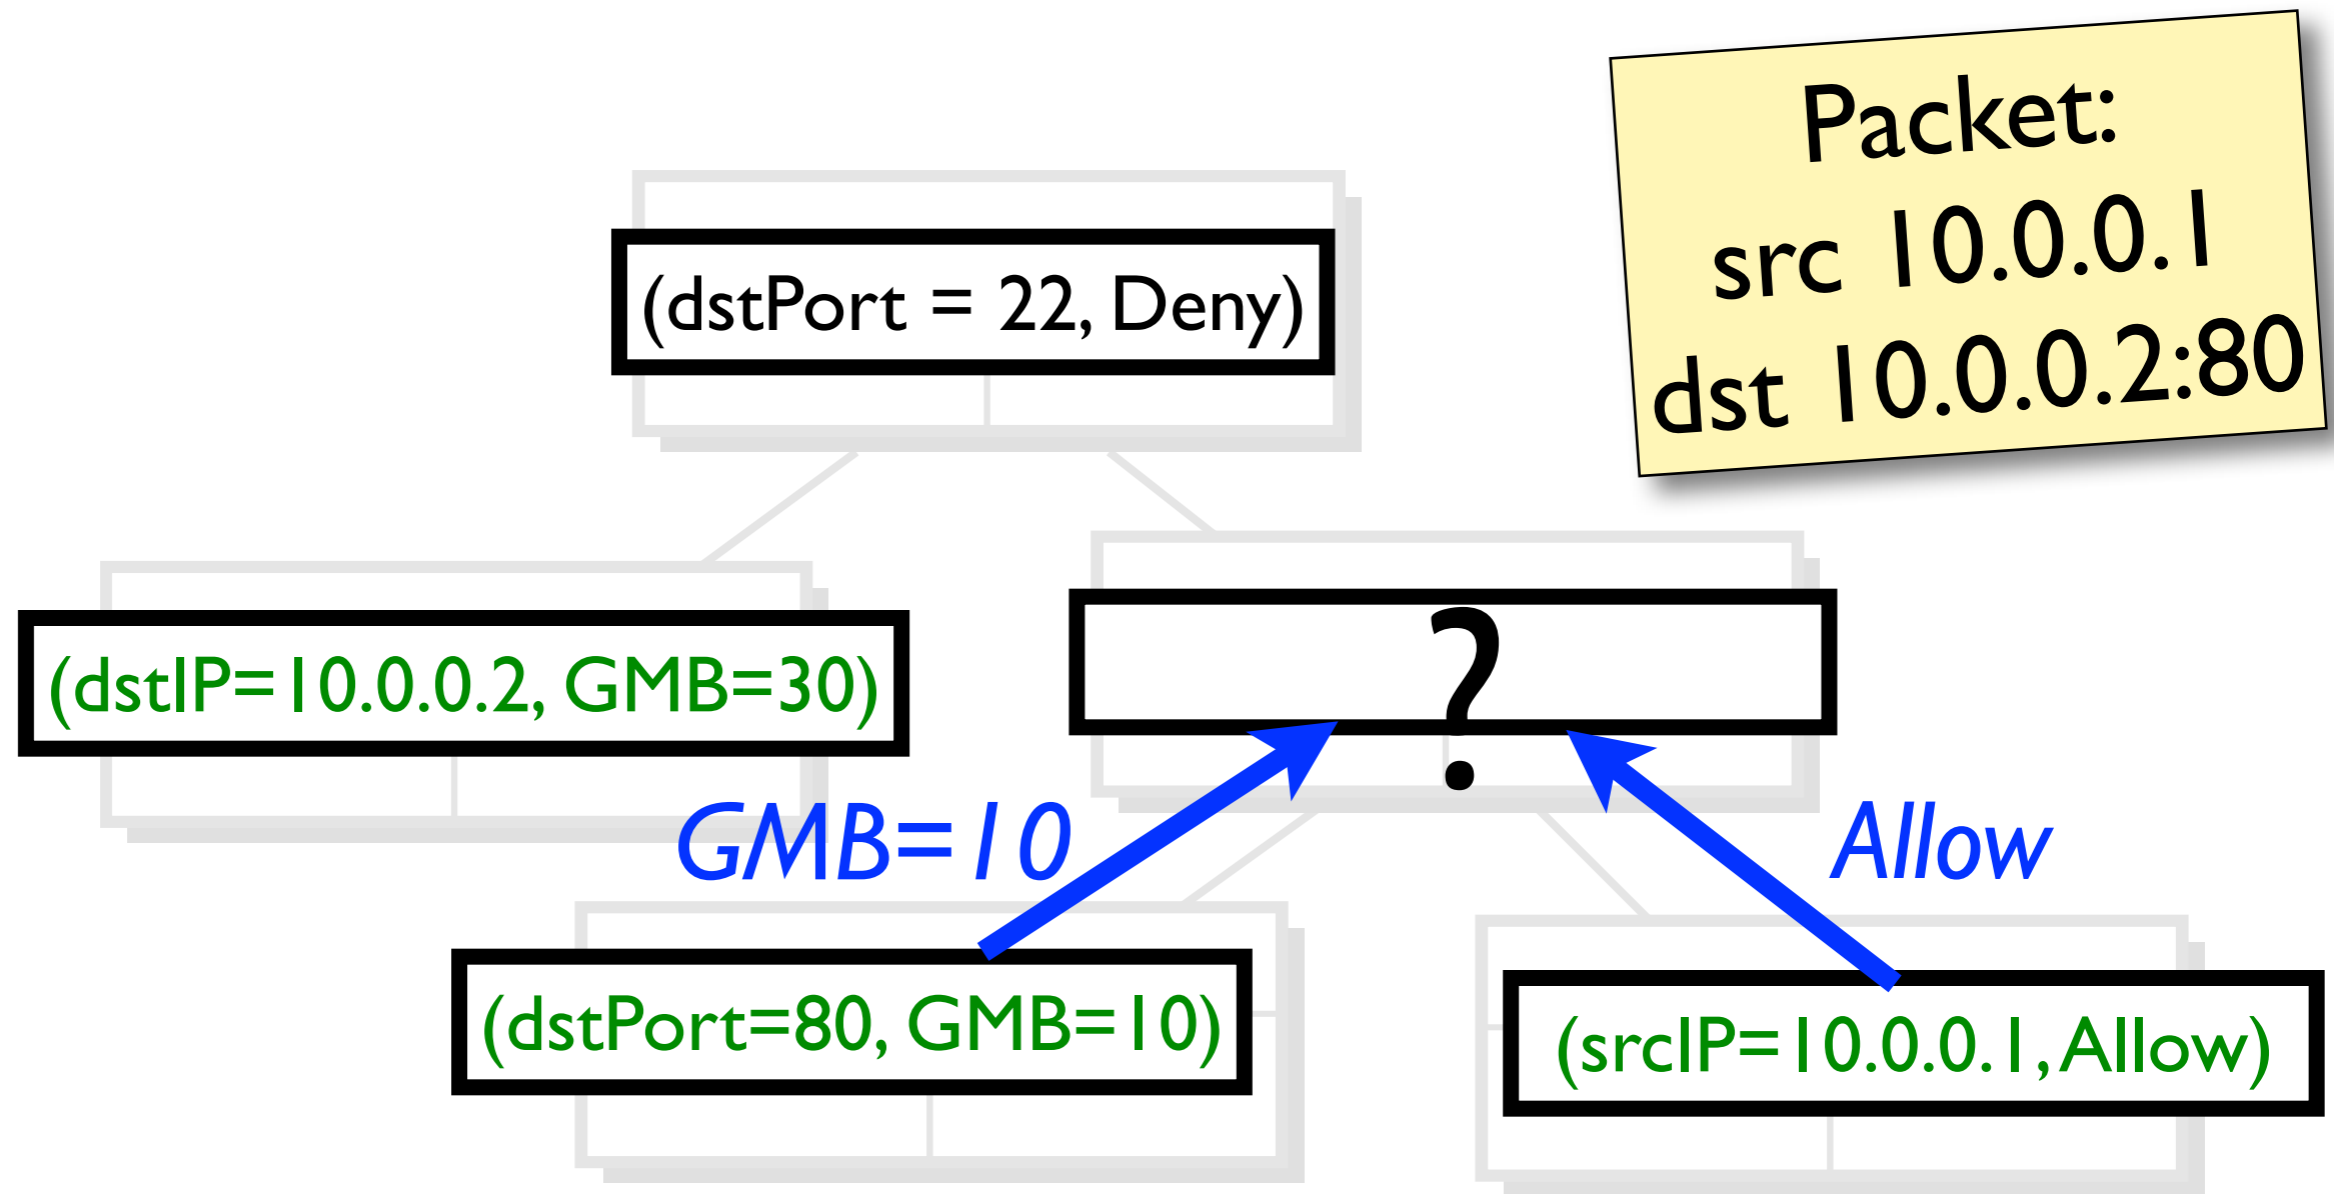 Packet:
src 10.0.0.1
dst 10.0.0.2:80
(dstPort = 22, Deny)
(dstIP=10.0.0.2, GMB=30)
?
GMB=10
Allow
(dstPort=80, GMB=10)
(srcIP=10.0.0.1, Allow)